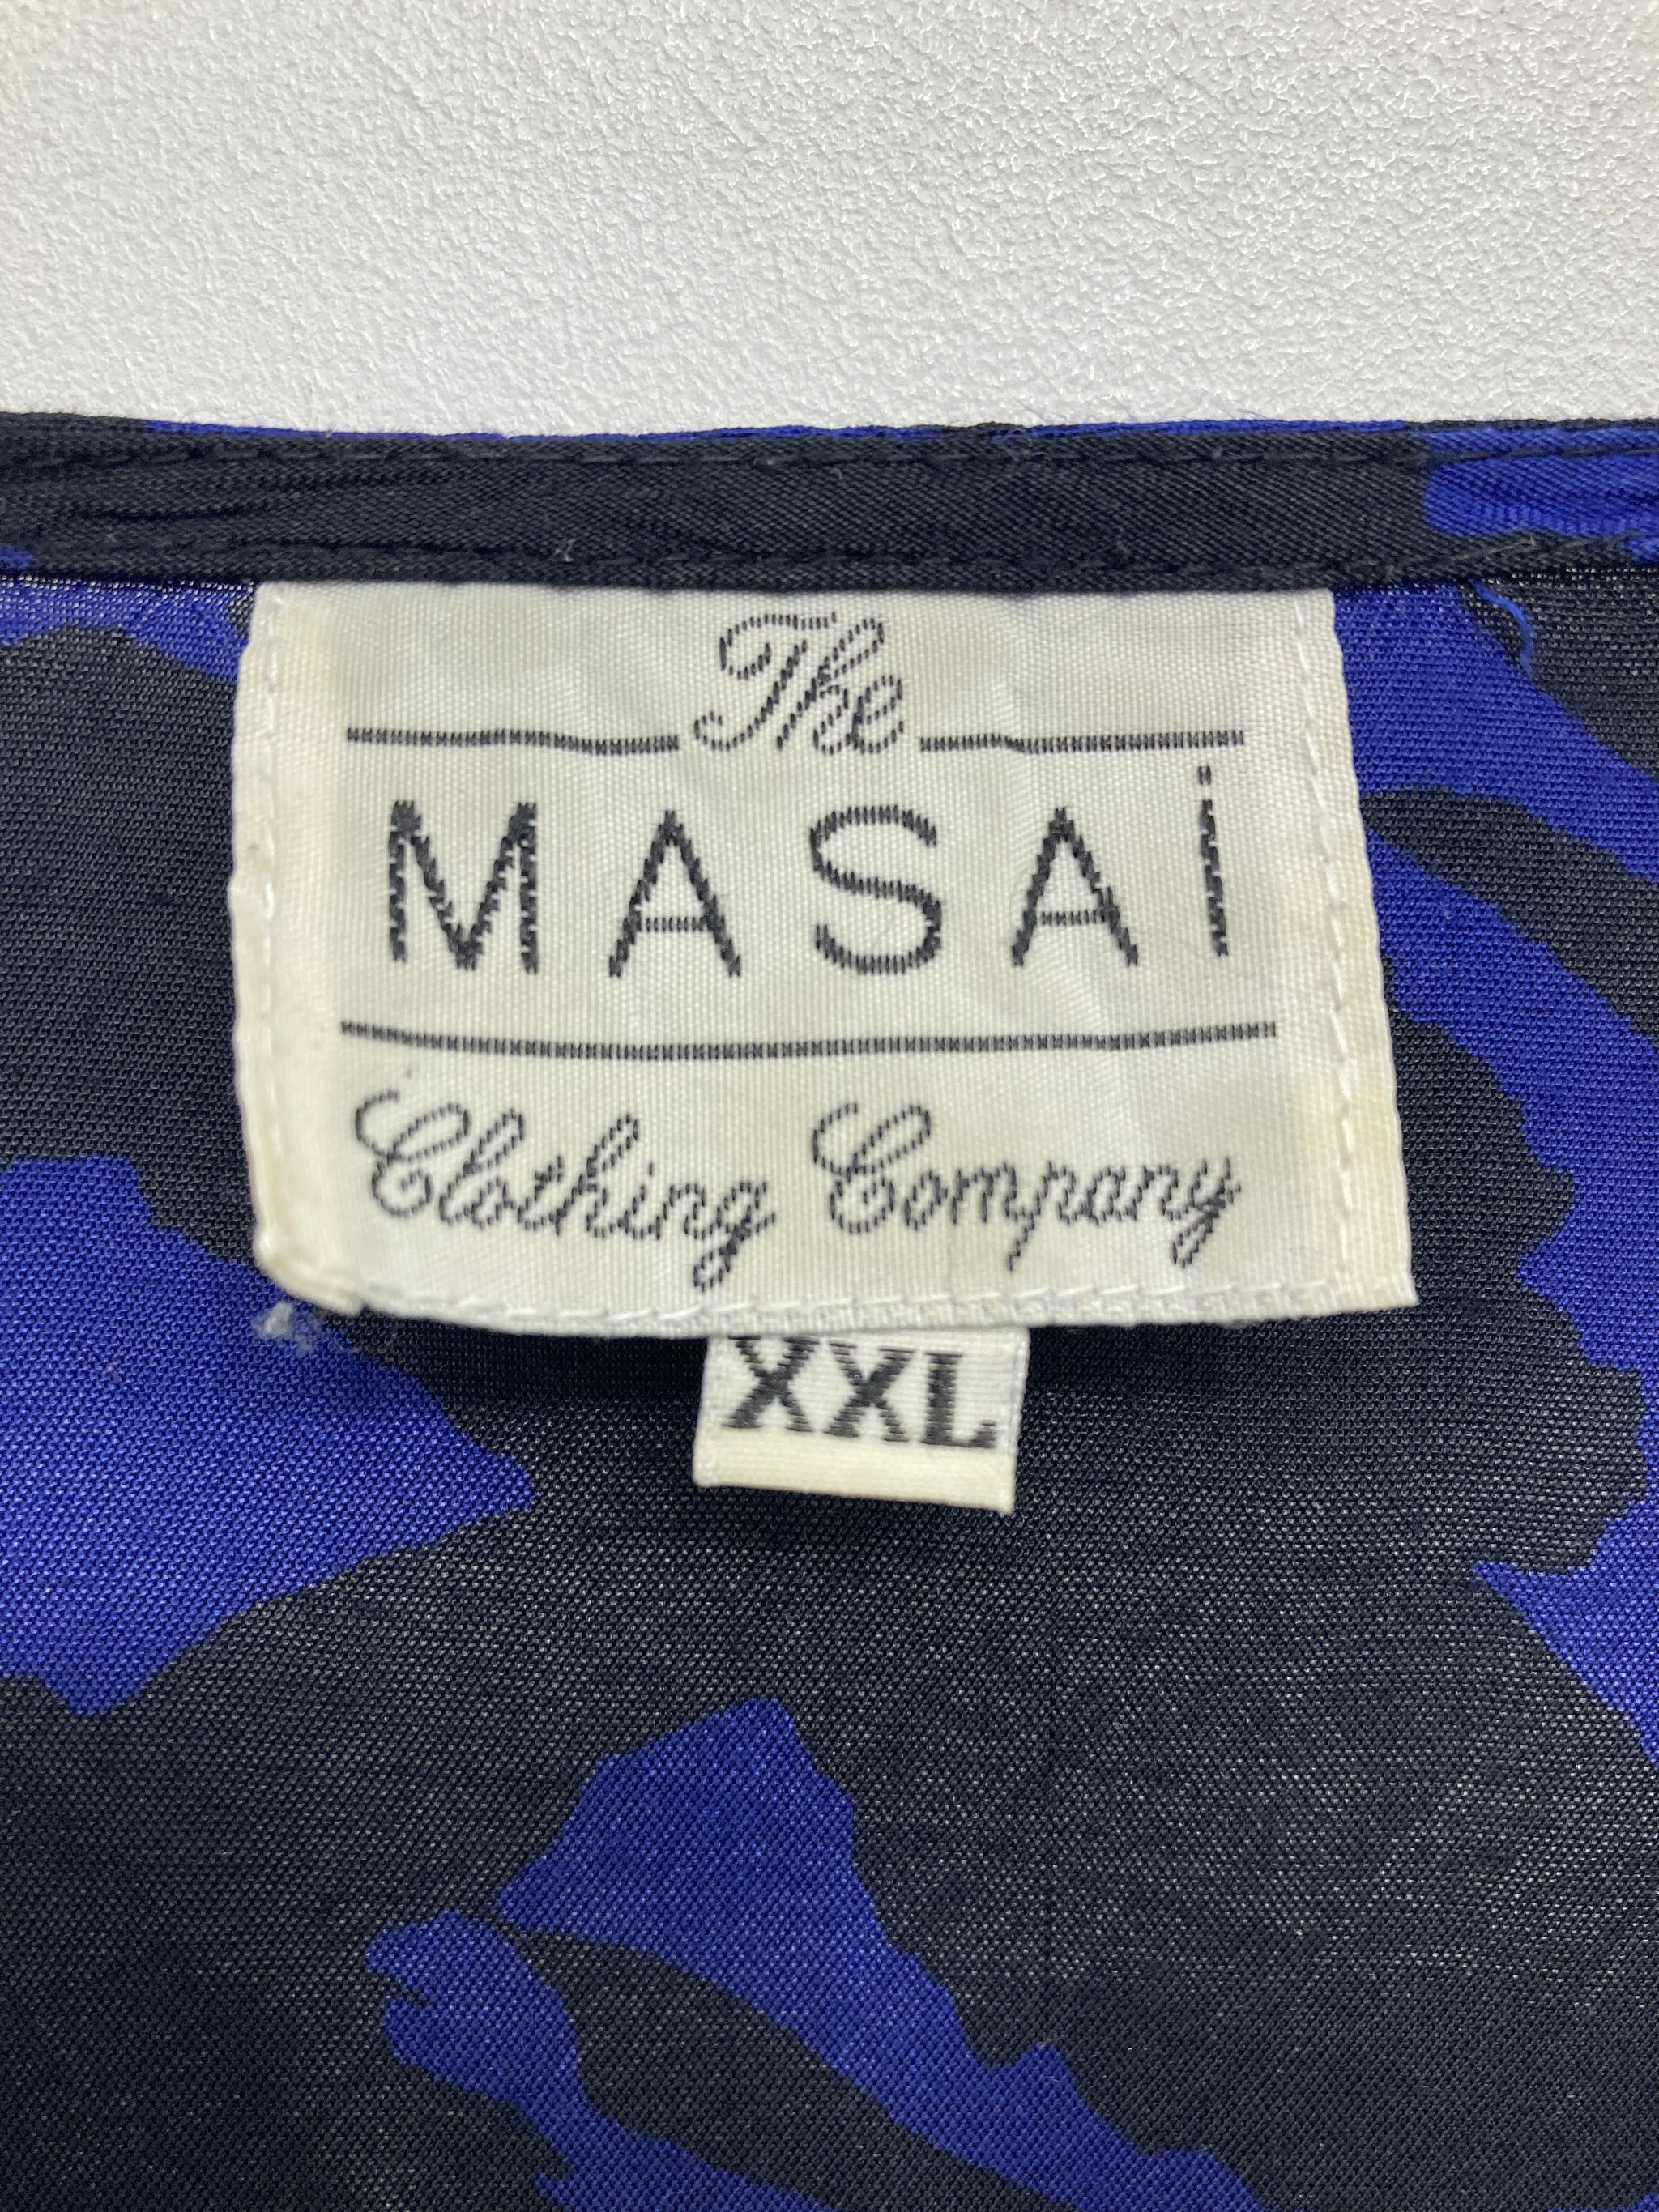 The
MASAi
Clothing Company
XXL